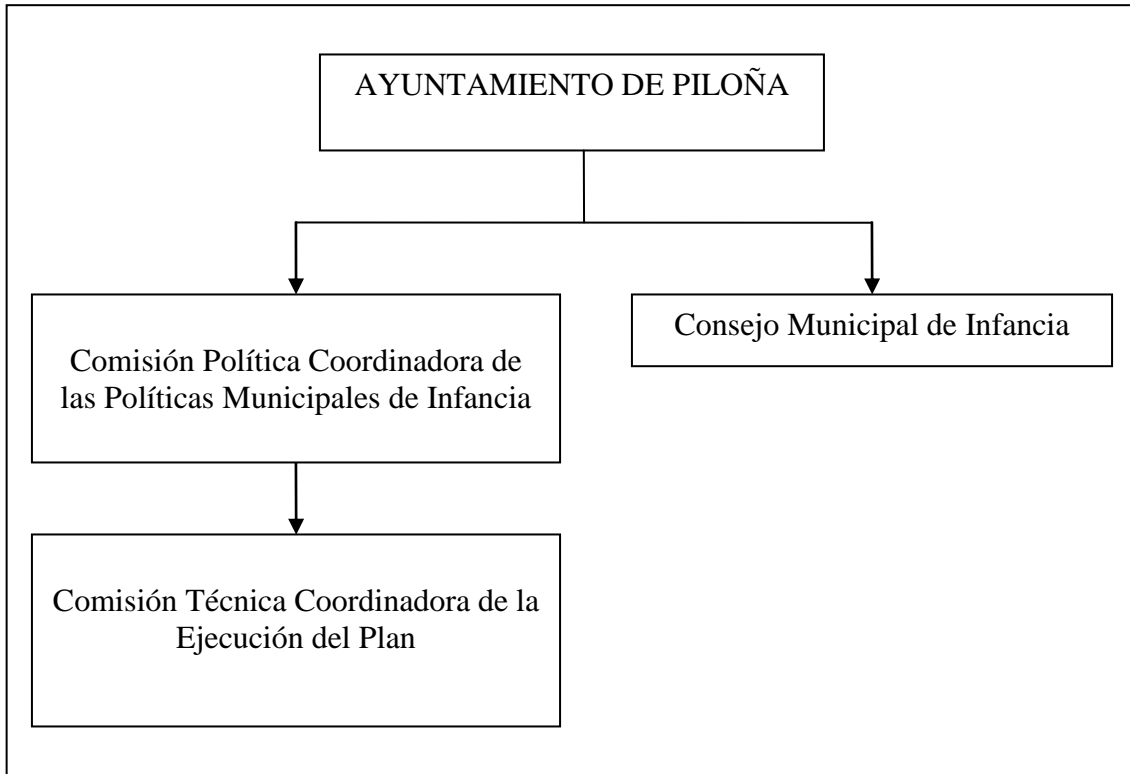 AYUNTAMIENTO DE PILOÑA
Comisión Política Coordinadora de
las Políticas Municipales de Infancia
Consejo Municipal de Infancia
Comisión Técnica Coordinadora de la
Ejecución del Plan